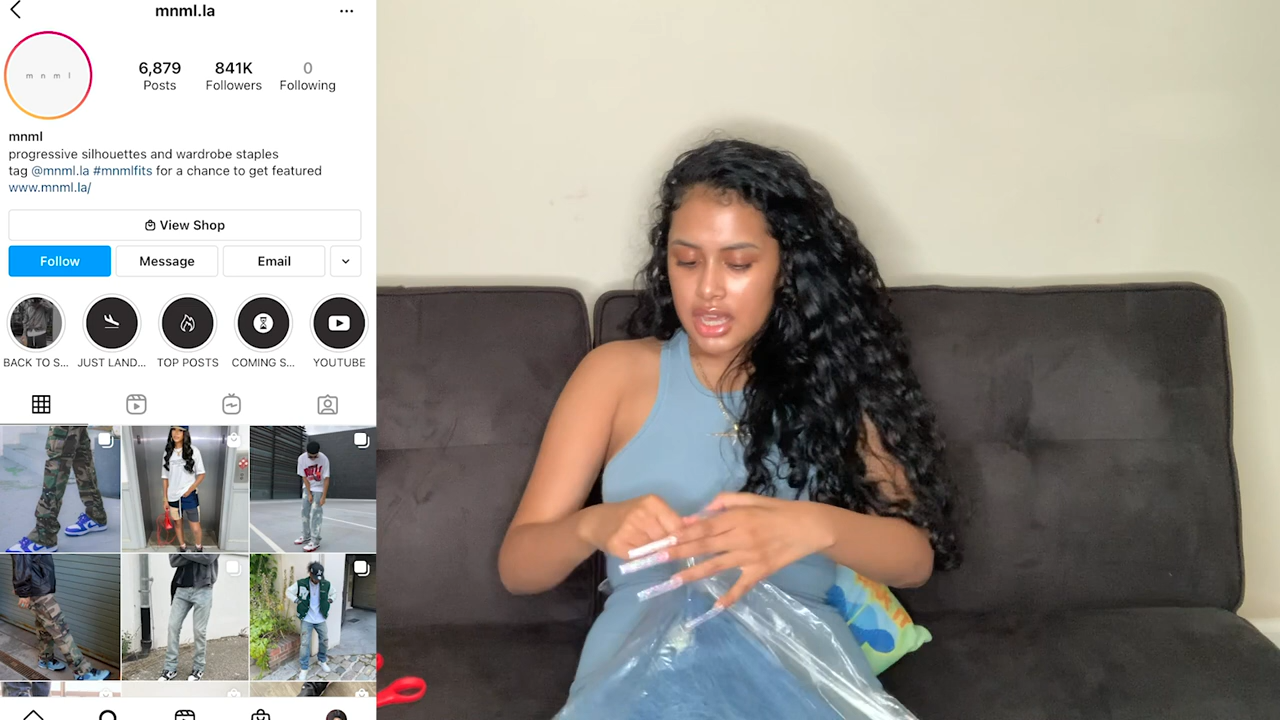 mnml.la
m n m l
6,879 841K 0
Posts Followers Following
mnml
progressive silhouettes and wardrobe staples
tag @mnml.la #mnmlfits for a chance to get featured
www.mnml.la/
View Shop
Follow Message Email
BACK TO S... JUST LAND... TOP POSTS COMING S... YOUTUBE